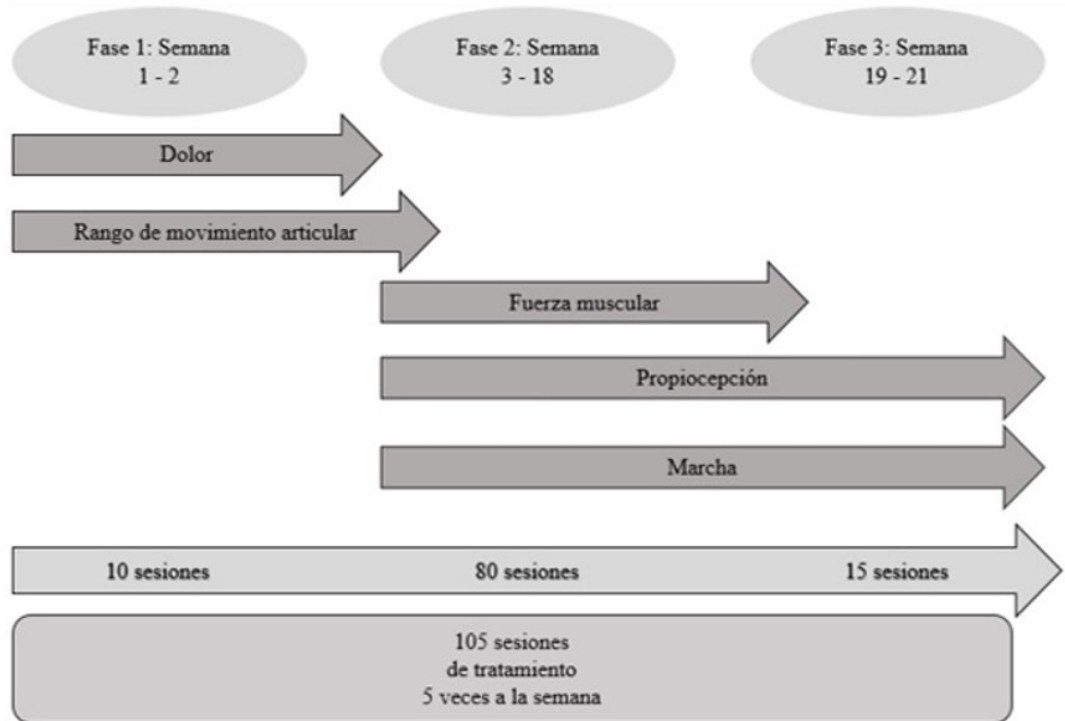 Fase 1: Semana
1 - 2
Fase 2: Semana
3 - 18
Fase 3: Semana
19 - 21
Dolor
Rango de movimiento articular
Fuerza muscular
Propiocepción
Marcha
10 sesiones
80 sesiones
15 sesiones
105 sesiones
de tratamiento
5 veces a la semana